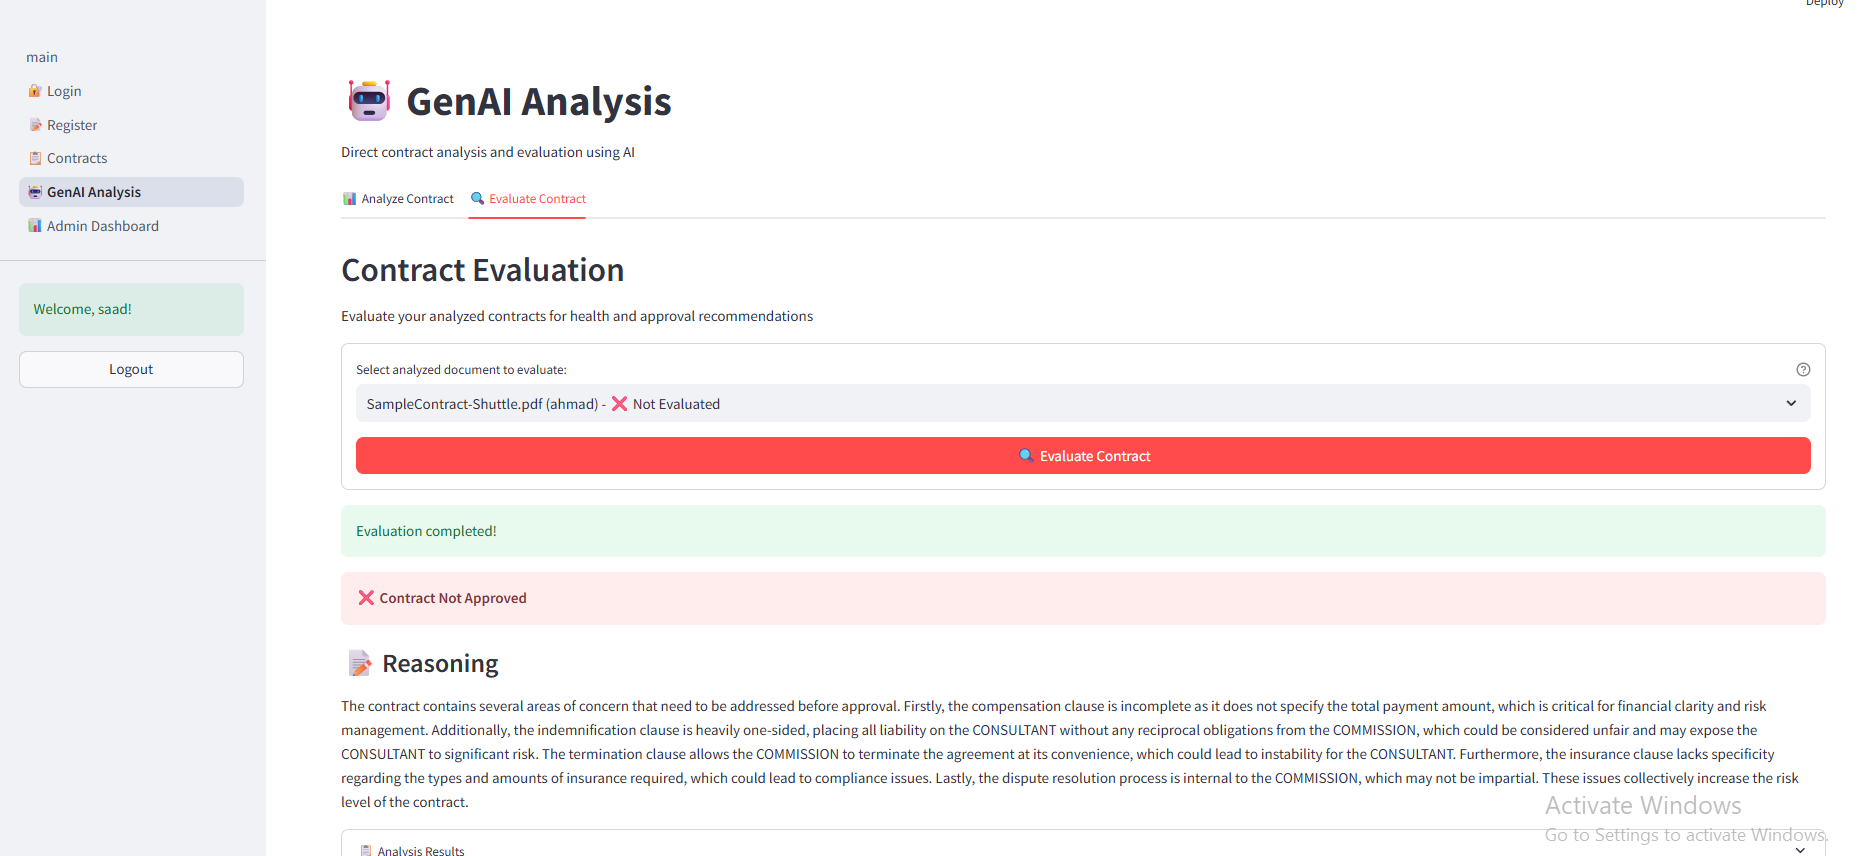 Deploy
main
Login
Register
Contracts
GenAI Analysis
Admin Dashboard
Welcome, saad!
Logout
GenAI Analysis
Direct contract analysis and evaluation using AI
Analyze Contract
Evaluate Contract
Contract Evaluation
Evaluate your analyzed contracts for health and approval recommendations
Select analyzed document to evaluate:
SampleContract-Shuttle.pdf (ahmad) - ❌ Not Evaluated
Evaluate Contract
Evaluation completed!
❌ Contract Not Approved
Reasoning
The contract contains several areas of concern that need to be addressed before approval. Firstly, the compensation clause is incomplete as it does not specify the total payment amount, which is critical for financial clarity and risk
management. Additionally, the indemnification clause is heavily one-sided, placing all liability on the CONSULTANT without any reciprocal obligations from the COMMISSION, which could be considered unfair and may expose the
CONSULTANT to significant risk. The termination clause allows the COMMISSION to terminate the agreement at its convenience, which could lead to instability for the CONSULTANT. Furthermore, the insurance clause lacks specificity
regarding the types and amounts of insurance required, which could lead to compliance issues. Lastly, the dispute resolution process is internal to the COMMISSION, which may not be impartial. These issues collectively increase the risk
level of the contract.
Analysis Results
Activate Windows
Go to Settings to activate Windows.